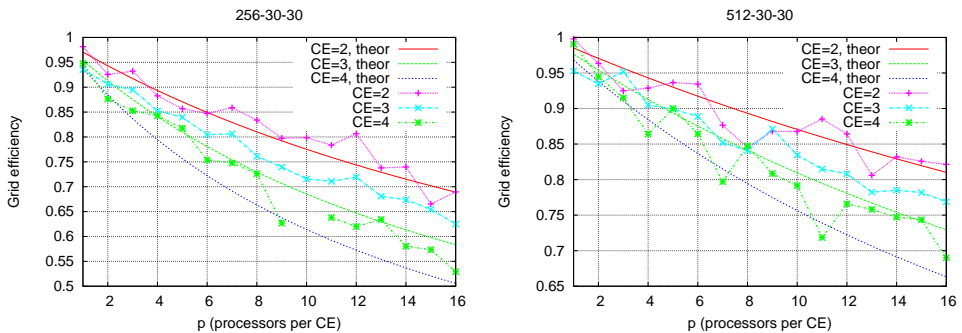 256-30-30
1
0.95
0.9
0.85
0.8
0.75
0.7
0.65
0.6
0.55
0.5
Grid efficiency
CE=2, theor
CE=3, theor
CE=4, theor
CE=2
CE=3
CE=4
2 4 6 8 10 12 14 16
p (processors per CE)
512-30-30
1
0.95
0.9
0.85
0.8
0.75
0.7
0.65
Grid efficiency
CE=2, theor
CE=3, theor
CE=4, theor
CE=2
CE=3
CE=4
2 4 6 8 10 12 14 16
p (processors per CE)